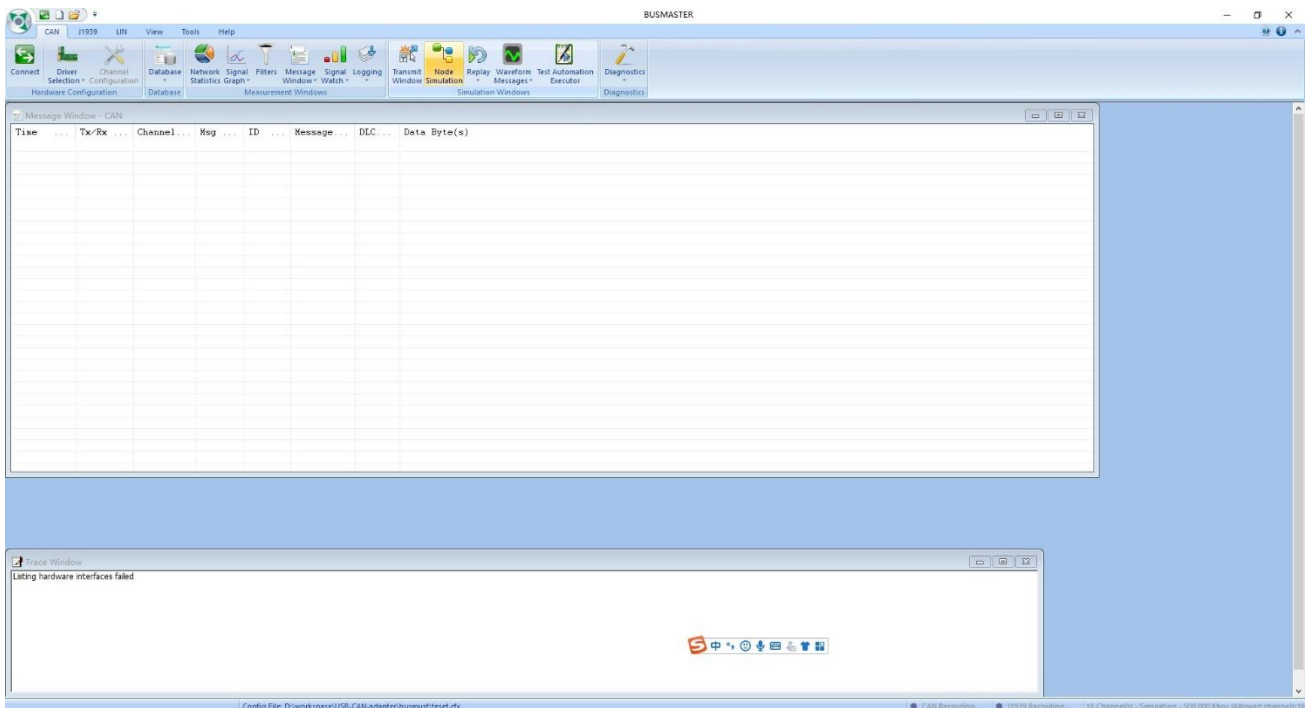 BUSMASTER
CAN J1939 LIN View Tools Help
Connect Driver Selection Channel Configuration Database Network Statistics Signal Graph Filters Message Window Signal Watch Logging Transmit Window Node Simulation Replay Waveform Messages Test Automation Executor Diagnostics
Hardware Configuration Database Measurement Windows Simulation Windows Diagnostics
Message Window - CAN
Time ... Tx/Rx ... Channel... Msg ... ID ... Message... DLC... Data Byte(s)
Trace Window
Listing hardware interfaces failed
中
Config File: D:\workspase\USB-CAN-adapter\busmust\teset.cfx CAN Recording... J1939 Recording... 16 Channel(s) - Simulation - 500.000 Kbps